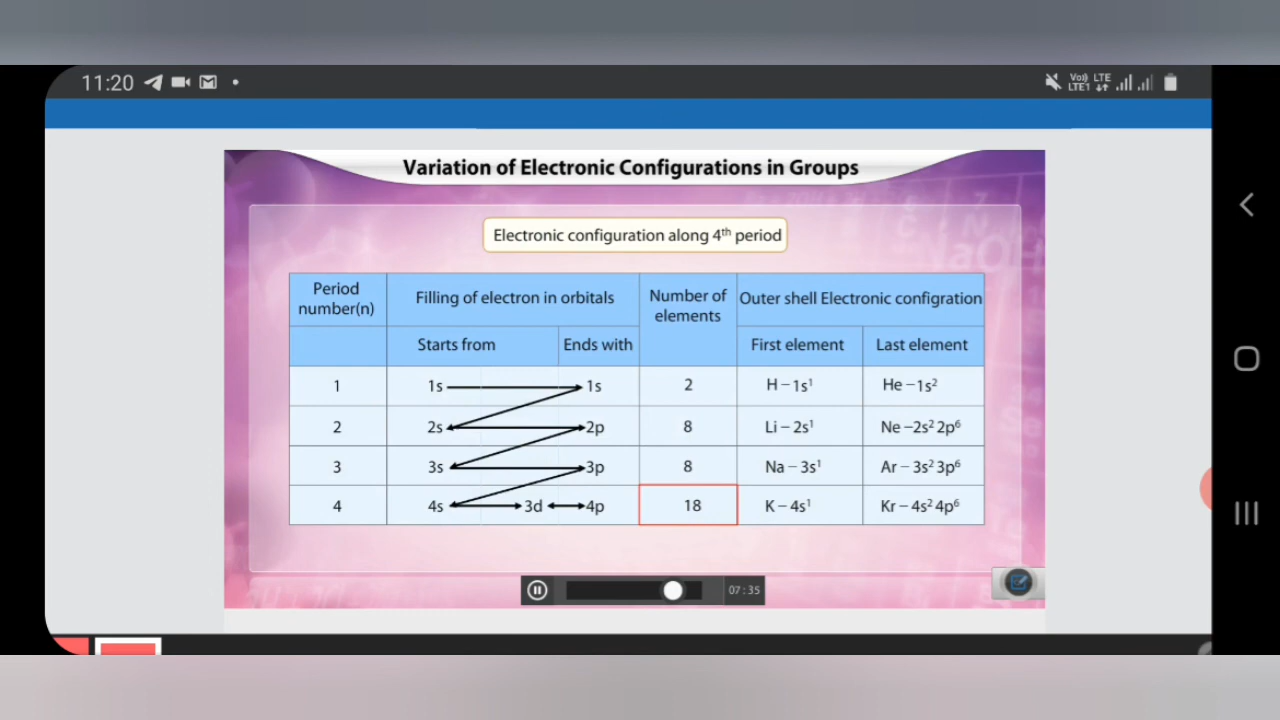 11:20
Vo) LTE
LTE1
Variation of Electronic Configurations in Groups
Electronic configuration along 4th period
Period number(n) Filling of electron in orbitals Number of elements Outer shell Electronic configration
Starts from Ends with First element Last element
1 1s 1s 2 H – 1s¹ He – 1s²
2 2s 2p 8 Li – 2s¹ Ne –2s² 2p⁶
3 3s 3p 8 Na – 3s¹ Ar – 3s² 3p⁶
4 4s 3d 4p 18 K – 4s¹ Kr – 4s² 4p⁶
07:35